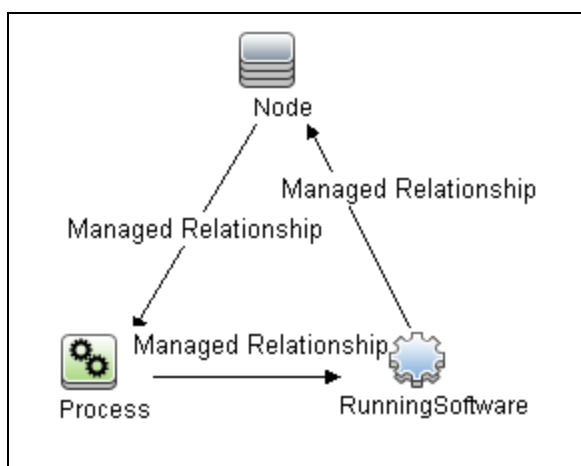 Node
Managed Relationship
Managed Relationship
Managed Relationship
Process
RunningSoftware